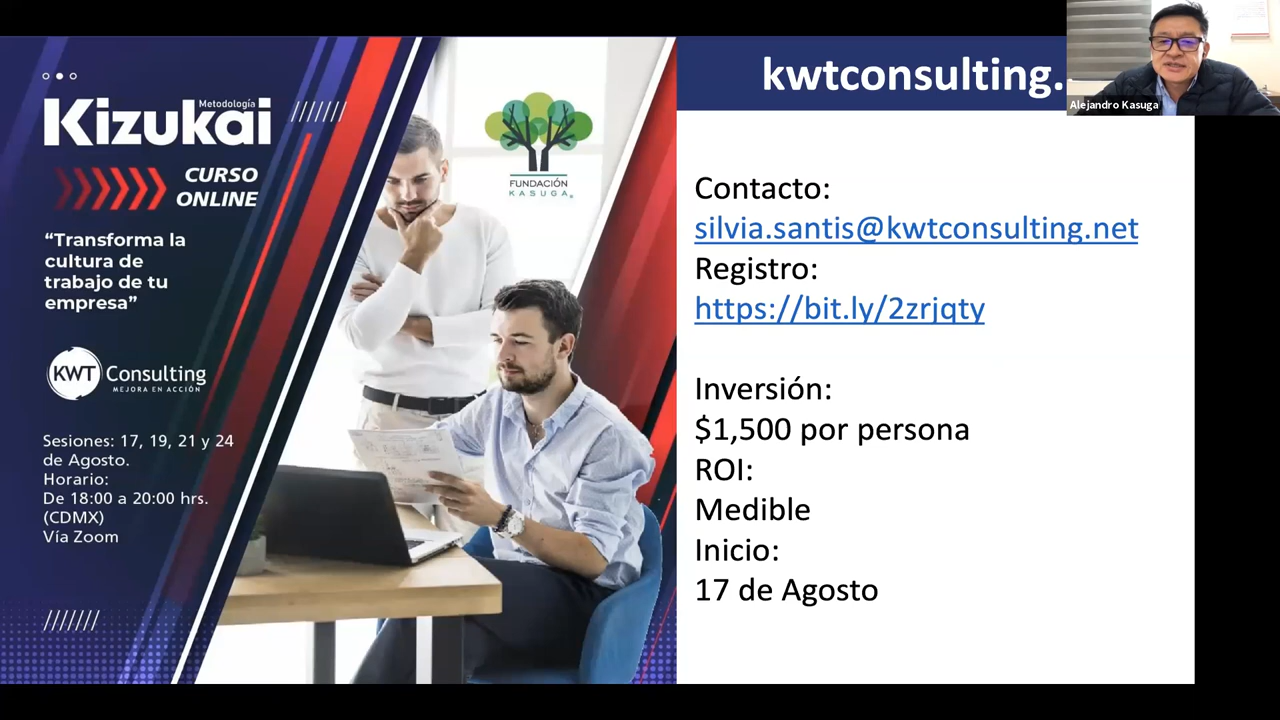 Metodología
Kizukai
CURSO
ONLINE
“Transforma la
cultura de
trabajo de tu
empresa”
KWT Consulting
MEJORA EN ACCIÓN
Sesiones: 17, 19, 21 y 24
de Agosto.
Horario:
De 18:00 a 20:00 hrs.
(CDMX)
Vía Zoom
FUNDACIÓN
KASUGA
kwtconsulting.
Alejandro Kasuga
Contacto:
silvia.santis@kwtconsulting.net
Registro:
https://bit.ly/2zrjqty
Inversión:
$1,500 por persona
ROI:
Medible
Inicio:
17 de Agosto